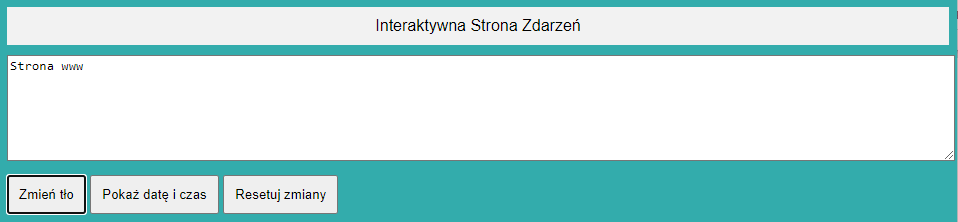 Interaktywna Strona Zdarzeń
Strona www
Zmień tło Pokaż datę i czas Resetuj zmiany